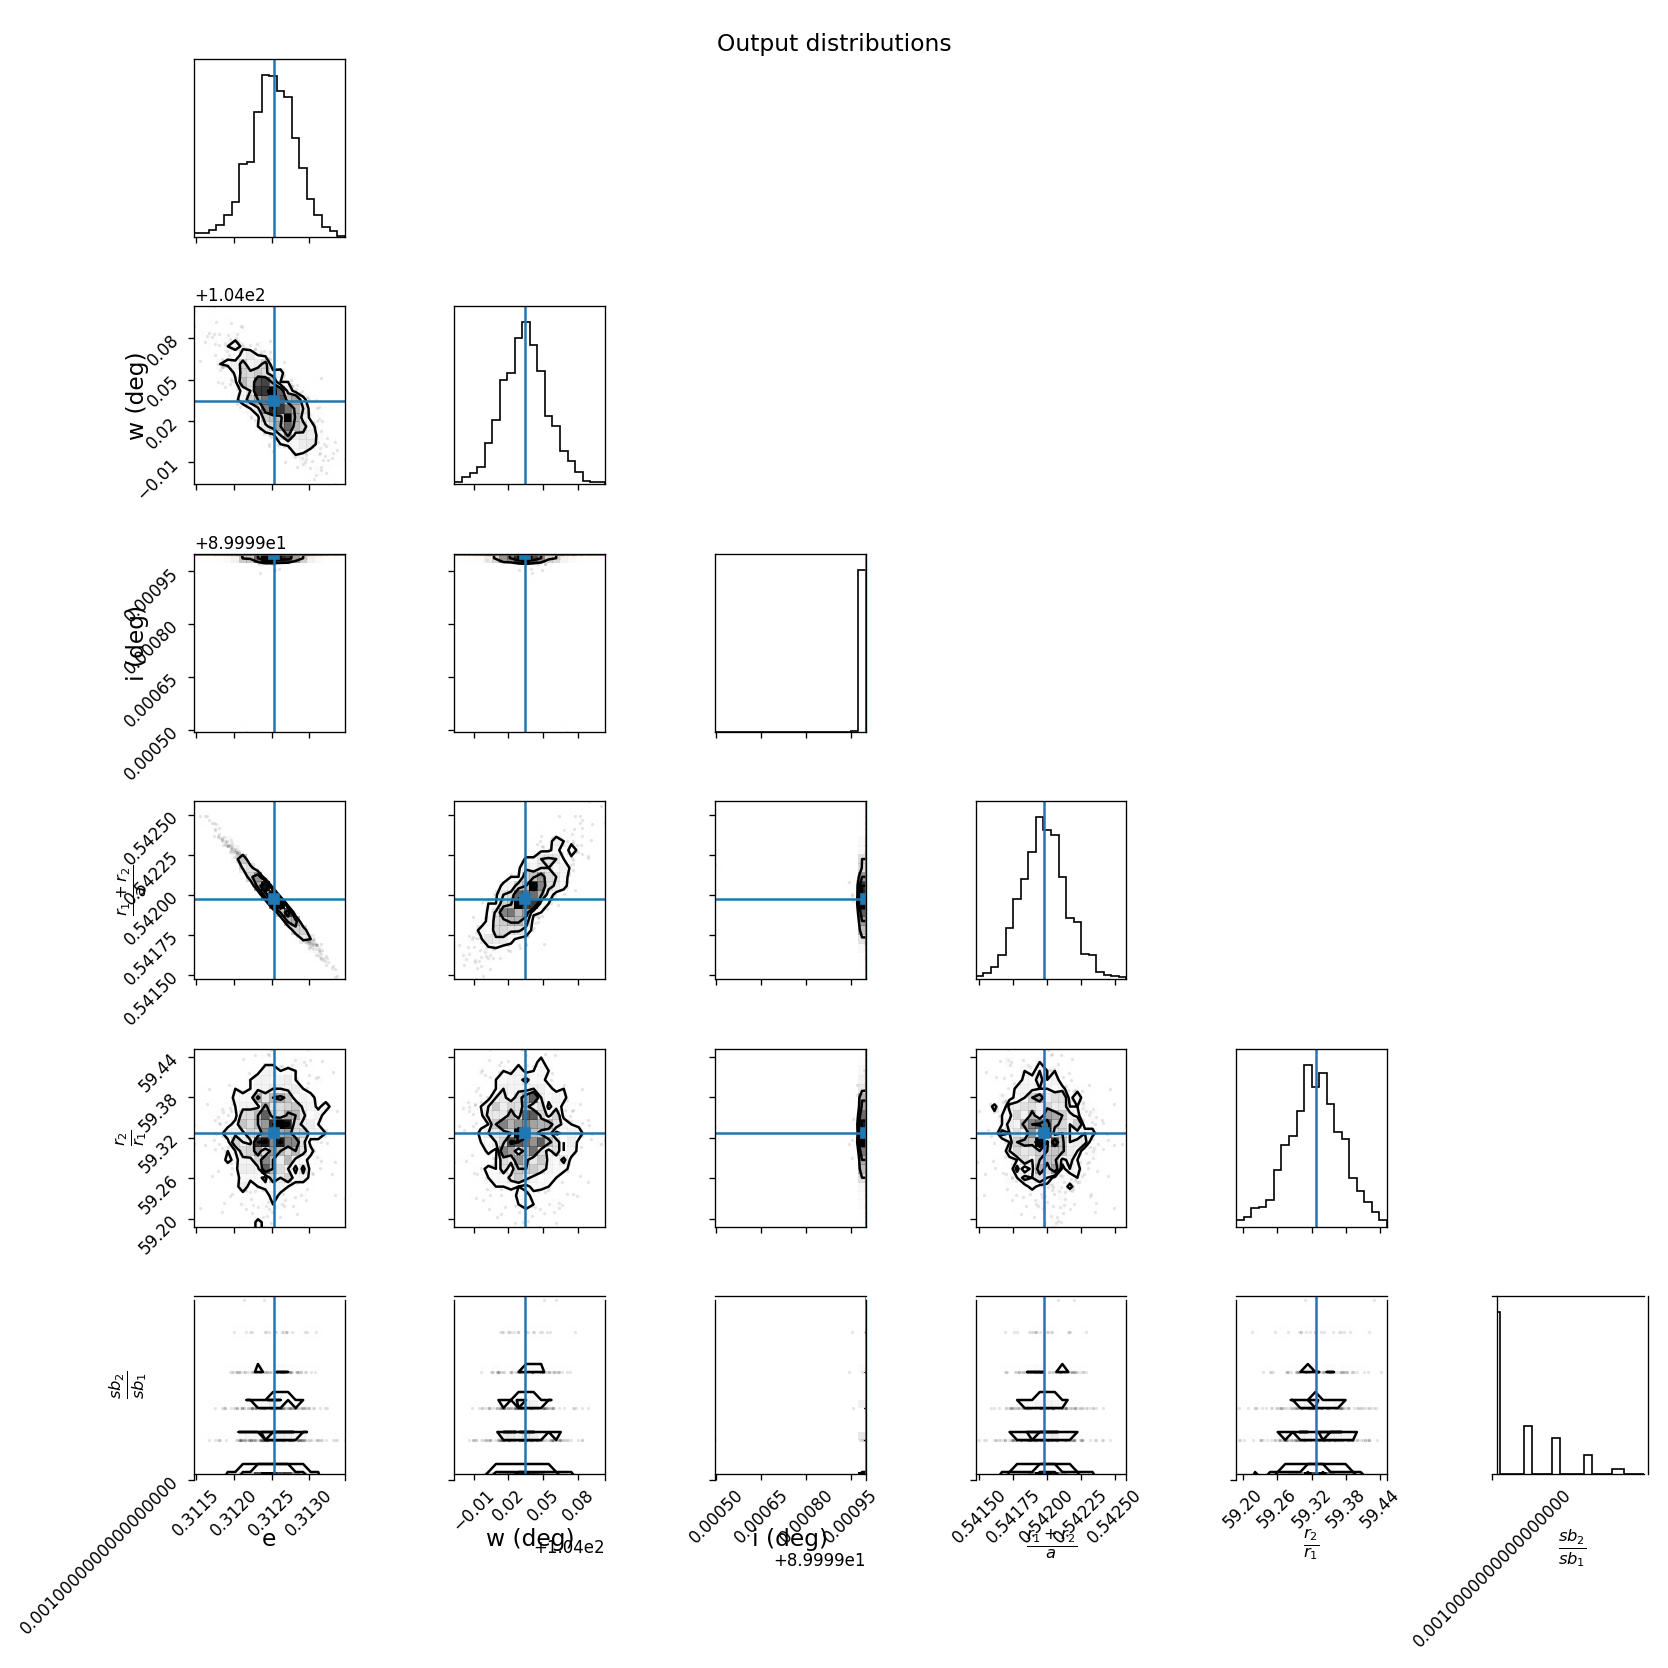 Output distributions
+1.04e2
w (deg)
0.08
0.05
0.02
−0.01
+8.9999e1
i (deg)
0.00095
0.00080
0.00065
0.00050
r1 + r2
a
0.54250
0.54225
0.54200
0.54175
0.54150
r2
r1
59.44
59.38
59.32
59.26
59.20
sb2
sb1
0.0010000000000000000
0.3115
0.3120
0.3125
0.3130
e
−0.01
0.02
0.05
0.08
w (deg)
+1.04e2
0.00050
0.00065
0.00080
0.00095
i (deg)
+8.9999e1
0.54150
0.54175
0.54200
0.54225
0.54250
r1 + r2
a
59.20
59.26
59.32
59.38
59.44
r2
r1
0.0010000000000000000
sb2
sb1